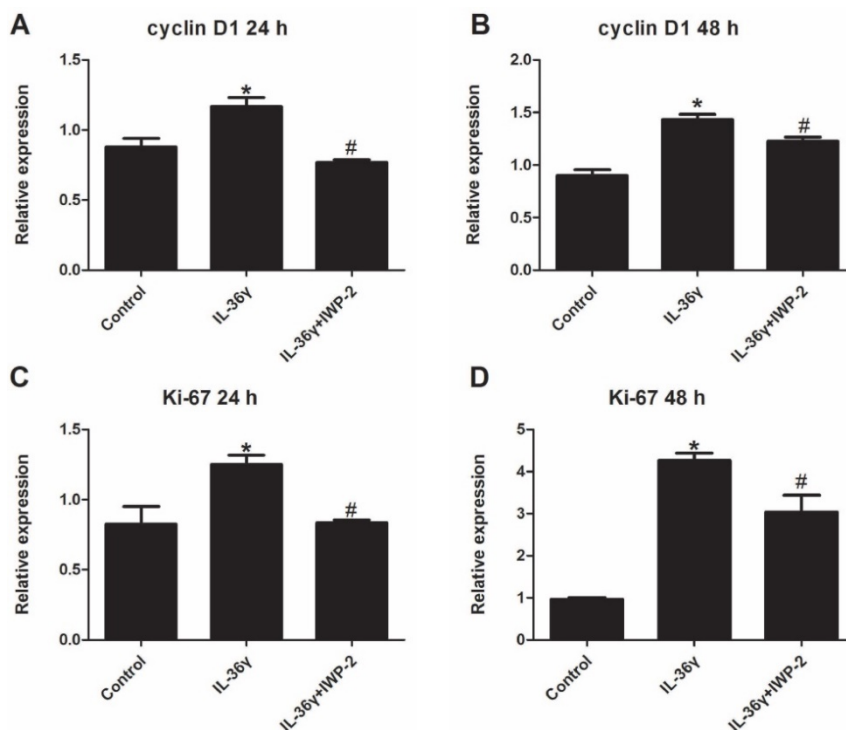 A
cyclin D1 24 h
Relative expression
1.5
1.0
0.5
0.0
*
#
Control
IL-36γ
IL-36γ+IWP-2
B
cyclin D1 48 h
Relative expression
2.0
1.5
1.0
0.5
0.0
*
#
Control
IL-36γ
IL-36γ+IWP-2
C
Ki-67 24 h
Relative expression
1.5
1.0
0.5
0.0
*
#
Control
IL-36γ
IL-36γ+IWP-2
D
Ki-67 48 h
Relative expression
5
4
3
2
1
0
*
#
Control
IL-36γ
IL-36γ+IWP-2